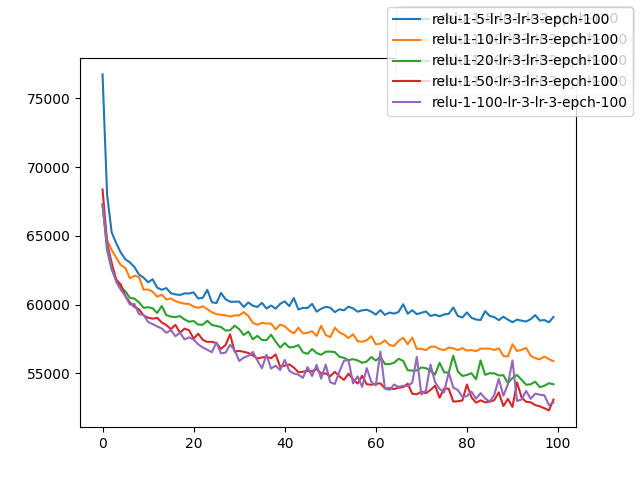 relu-1-5-lr-3-lr-3-epch-100
relu-1-10-lr-3-lr-3-epch-100
relu-1-20-lr-3-lr-3-epch-100
relu-1-50-lr-3-lr-3-epch-100
relu-1-100-lr-3-lr-3-epch-100
75000
70000
65000
60000
55000
0 20 40 60 80 100